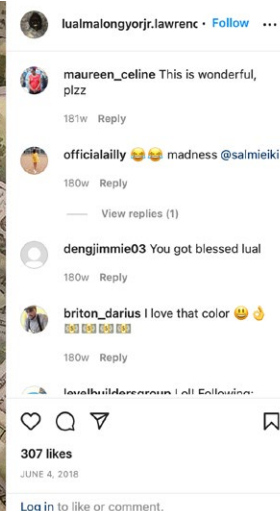 lualmalongyorjr.lawrenc • Follow ...
maureen_celine This is wonderful,
plzz
181w Reply
officialailly 😂😂 madness @salmieiki
180w Reply
View replies (1)
dengjimmie03 You got blessed lual
180w Reply
briton_darius I love that color 😃👌
💵💵💵💵
180w Reply
levelbuildersgroup Lol! Following:
307 likes
JUNE 4, 2018
Log in to like or comment.